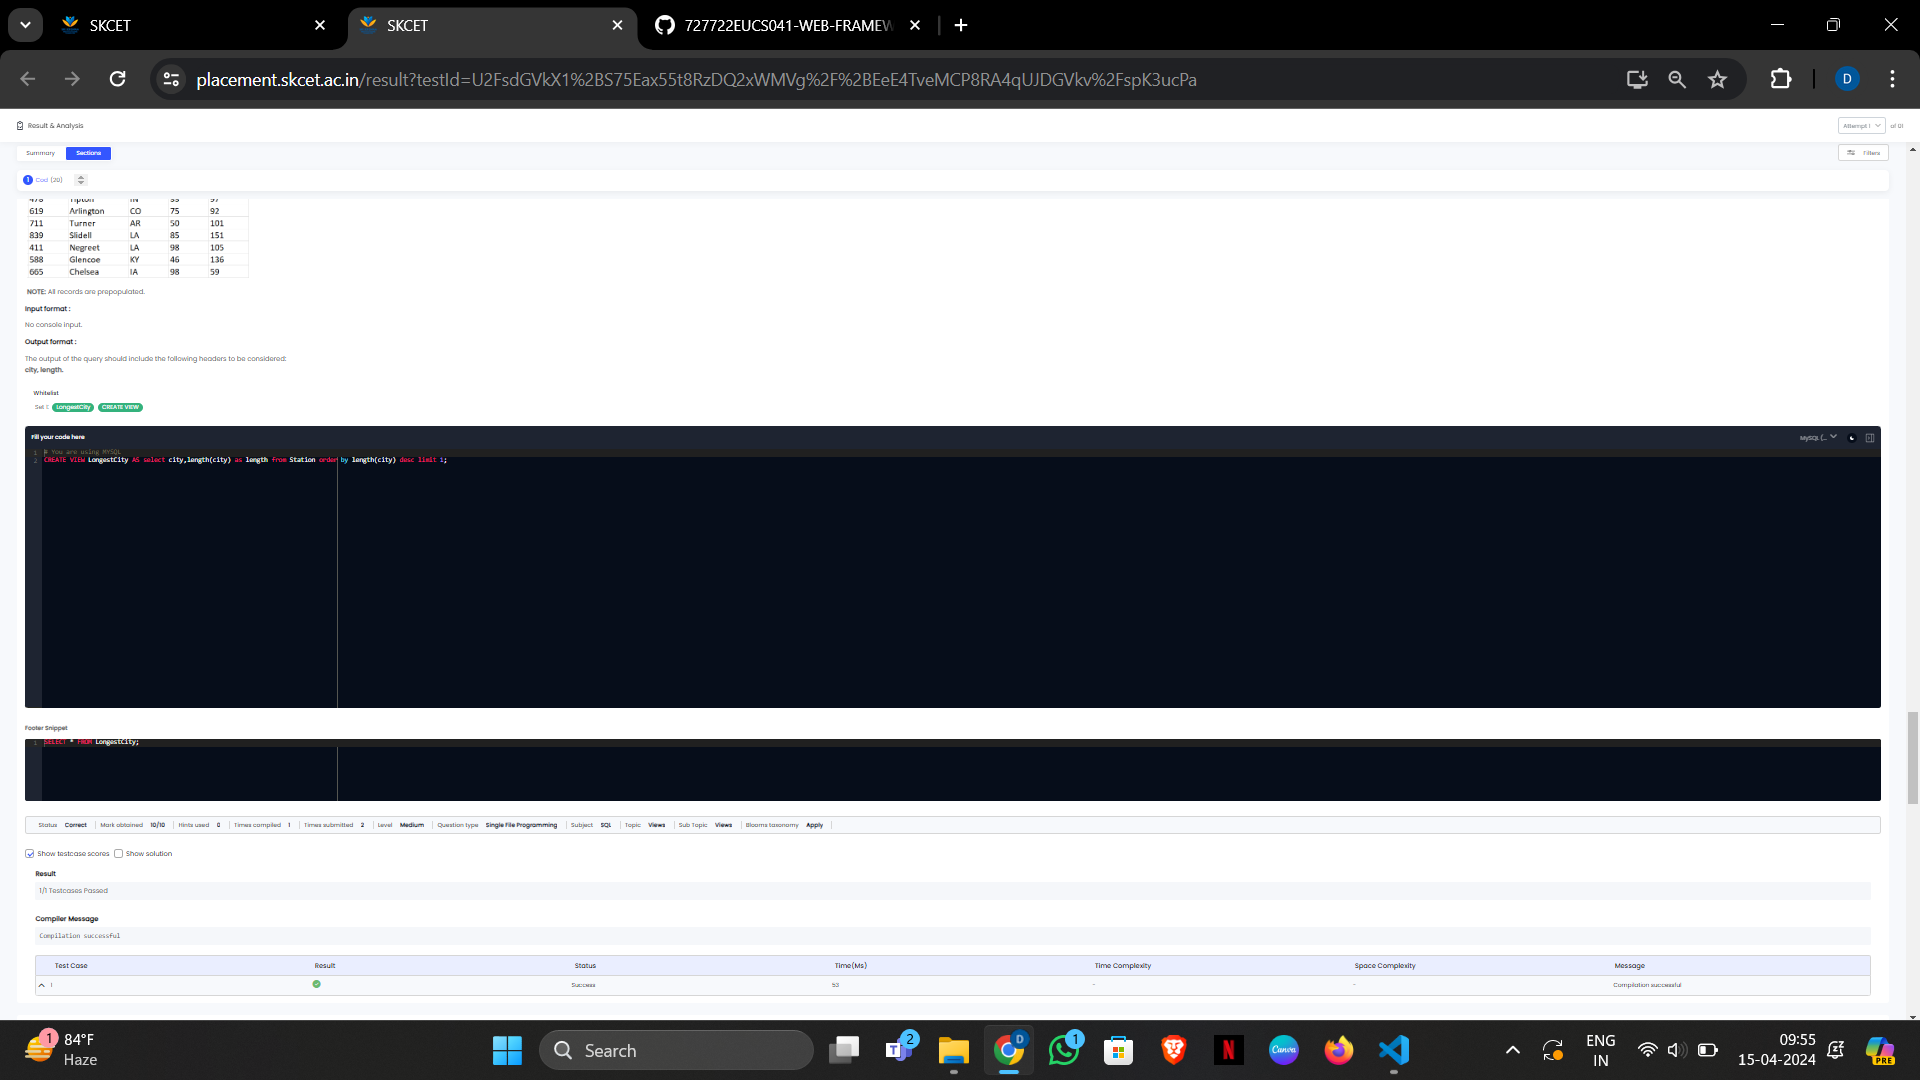 SKCET
SKCET
727722EUCS041-WEB-FRAMEW
placement.skcet.ac.in/result?testId=U2FsdGVkX1%2BS75Eax55t8RzDQ2xWMVg%2F%2BEeE4TveMCP8RA4qUJDGVkv%2FspK3ucPa
D
Result & Analysis
Attempt 1 of 01
Summary Sections
Filters
1 Cod (20)
478 Tipton IN 33 97
619 Arlington CO 75 92
711 Turner AR 50 101
839 Slidell LA 85 151
411 Negreet LA 98 105
588 Glencoe KY 46 136
665 Chelsea IA 98 59
NOTE: All records are prepopulated.
Input format :
No console input.
Output format :
The output of the query should include the following headers to be considered:
city, length.
Whitelist
Set 1: LongestCity CREATE VIEW
Fill your code here
MySQL (...
1 # You are using MYSQL
2 CREATE VIEW LongestCity AS select city,length(city) as length from Station order by length(city) desc limit 1;
Footer Snippet
1 SELECT * FROM LongestCity;
Status Correct Mark obtained 10/10 Hints used 0 Times compiled 1 Times submitted 2 Level Medium Question type Single File Programming Subject SQL Topic Views Sub Topic Views Blooms taxonomy Apply
Show testcase scores Show solution
Result
1/1 Testcases Passed
Compiler Message
Compilation successful
Test Case Result Status Time(Ms) Time Complexity Space Complexity Message
1 Success 53 - - Compilation successful
1
84°F
Haze
Search
2
D
1
N
Canva
ENG
IN
09:55
15-04-2024
PRE